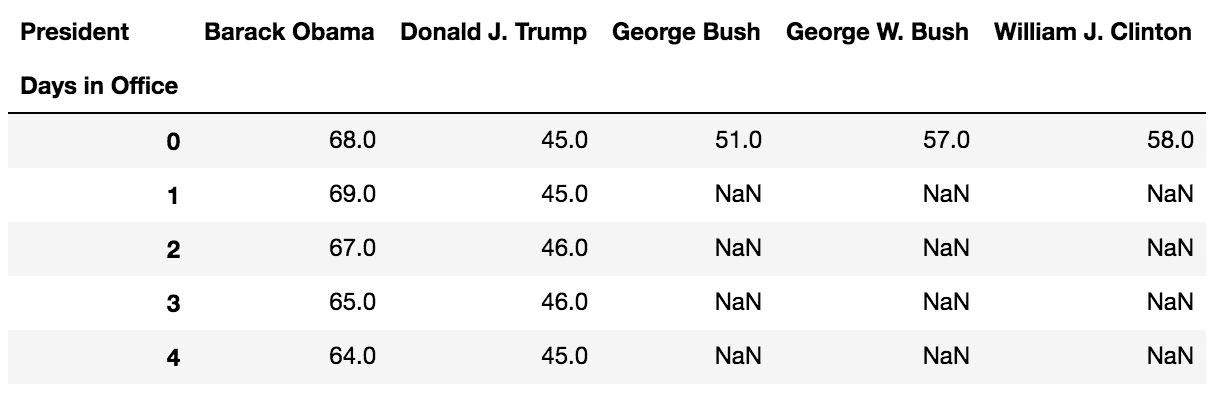 President Barack Obama Donald J. Trump George Bush George W. Bush William J. Clinton
Days in Office
0 68.0 45.0 51.0 57.0 58.0
1 69.0 45.0 NaN NaN NaN
2 67.0 46.0 NaN NaN NaN
3 65.0 46.0 NaN NaN NaN
4 64.0 45.0 NaN NaN NaN